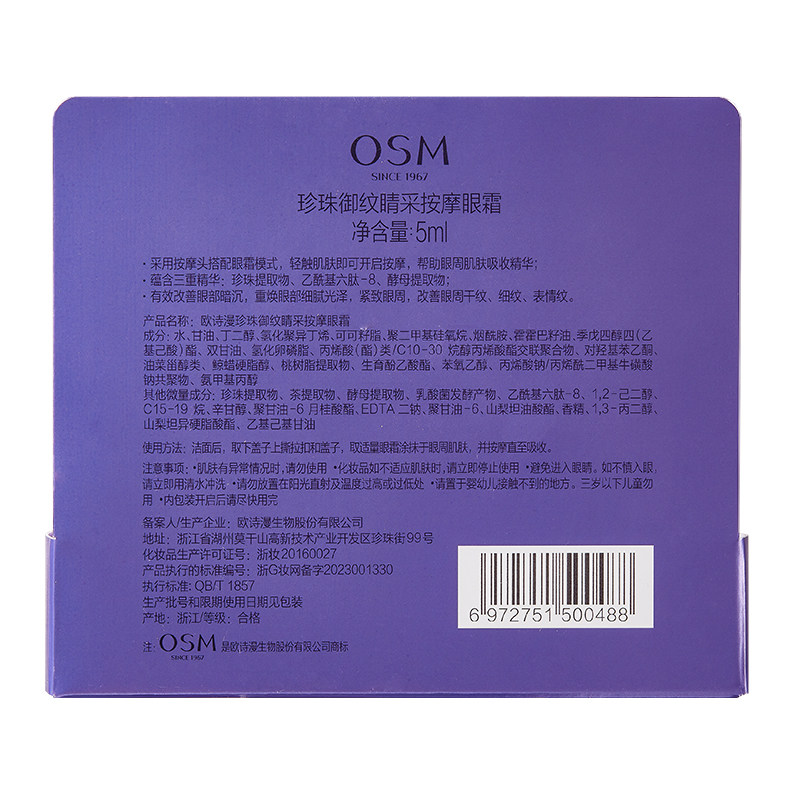 OSM
SINCE 1967
珍珠御纹睛采按摩眼霜
净含量:5ml
•采用按摩头搭配眼霜模式，轻触肌肤即可开启按摩，帮助眼周肌肤吸收精华；
•蕴含三重精华：珍珠提取物、乙酰基六肽-8、酵母提取物；
•有效改善眼部暗沉，重焕眼部细腻光泽，紧致眼周，改善眼周干纹、细纹、表情纹。
产品名称：欧诗漫珍珠御纹睛采按摩眼霜
成分：水、甘油、丁二醇、氢化聚异丁烯、可可籽脂、聚二甲基硅氧烷、烟酰胺、霍霍巴籽油、季戊四醇四(乙
基己酸)酯、双甘油、氢化卵磷脂、丙烯酸(酯)类/C10-30 烷醇丙烯酸酯交联聚合物、对羟基苯乙酮、
油菜甾醇类、鲸蜡硬脂醇、桃树脂提取物、生育酚乙酸酯、苯氧乙醇、丙烯酸钠/丙烯酰二甲基牛磺酸
钠共聚物、氨甲基丙醇
其他微量成分：珍珠提取物、茶提取物、酵母提取物、乳酸菌发酵产物、乙酰基六肽-8、1,2-己二醇、
C15-19 烷、辛甘醇、聚甘油-6 月桂酸酯、EDTA 二钠、聚甘油-6、山梨坦油酸酯、香精、1,3-丙二醇、
山梨坦异硬脂酸酯、乙基己基甘油
使用方法：洁面后，取下盖子上撕拉扣和盖子，取适量眼霜涂抹于眼周肌肤，并按摩直至吸收。
注意事项：•肌肤有异常情况时，请勿使用 •化妆品如不适应肌肤时，请立即停止使用 •避免进入眼睛。如不慎入眼，
请立即用清水冲洗 •请勿放置在阳光直射及温度过高或过低处 •请置于婴幼儿接触不到的地方。三岁以下儿童勿
用 •内包装开启后请尽快用完
备案人/生产企业：欧诗漫生物股份有限公司
地址：浙江省湖州莫干山高新技术产业开发区珍珠街99号
化妆品生产许可证号：浙妆20160027
产品执行的标准编号：浙G妆网备字2023001330
执行标准：QB/T 1857
生产批号和限期使用日期见包装
产地：浙江/等级：合格
6 972751 500488
注：OSM 是欧诗漫生物股份有限公司商标
SINCE 1967